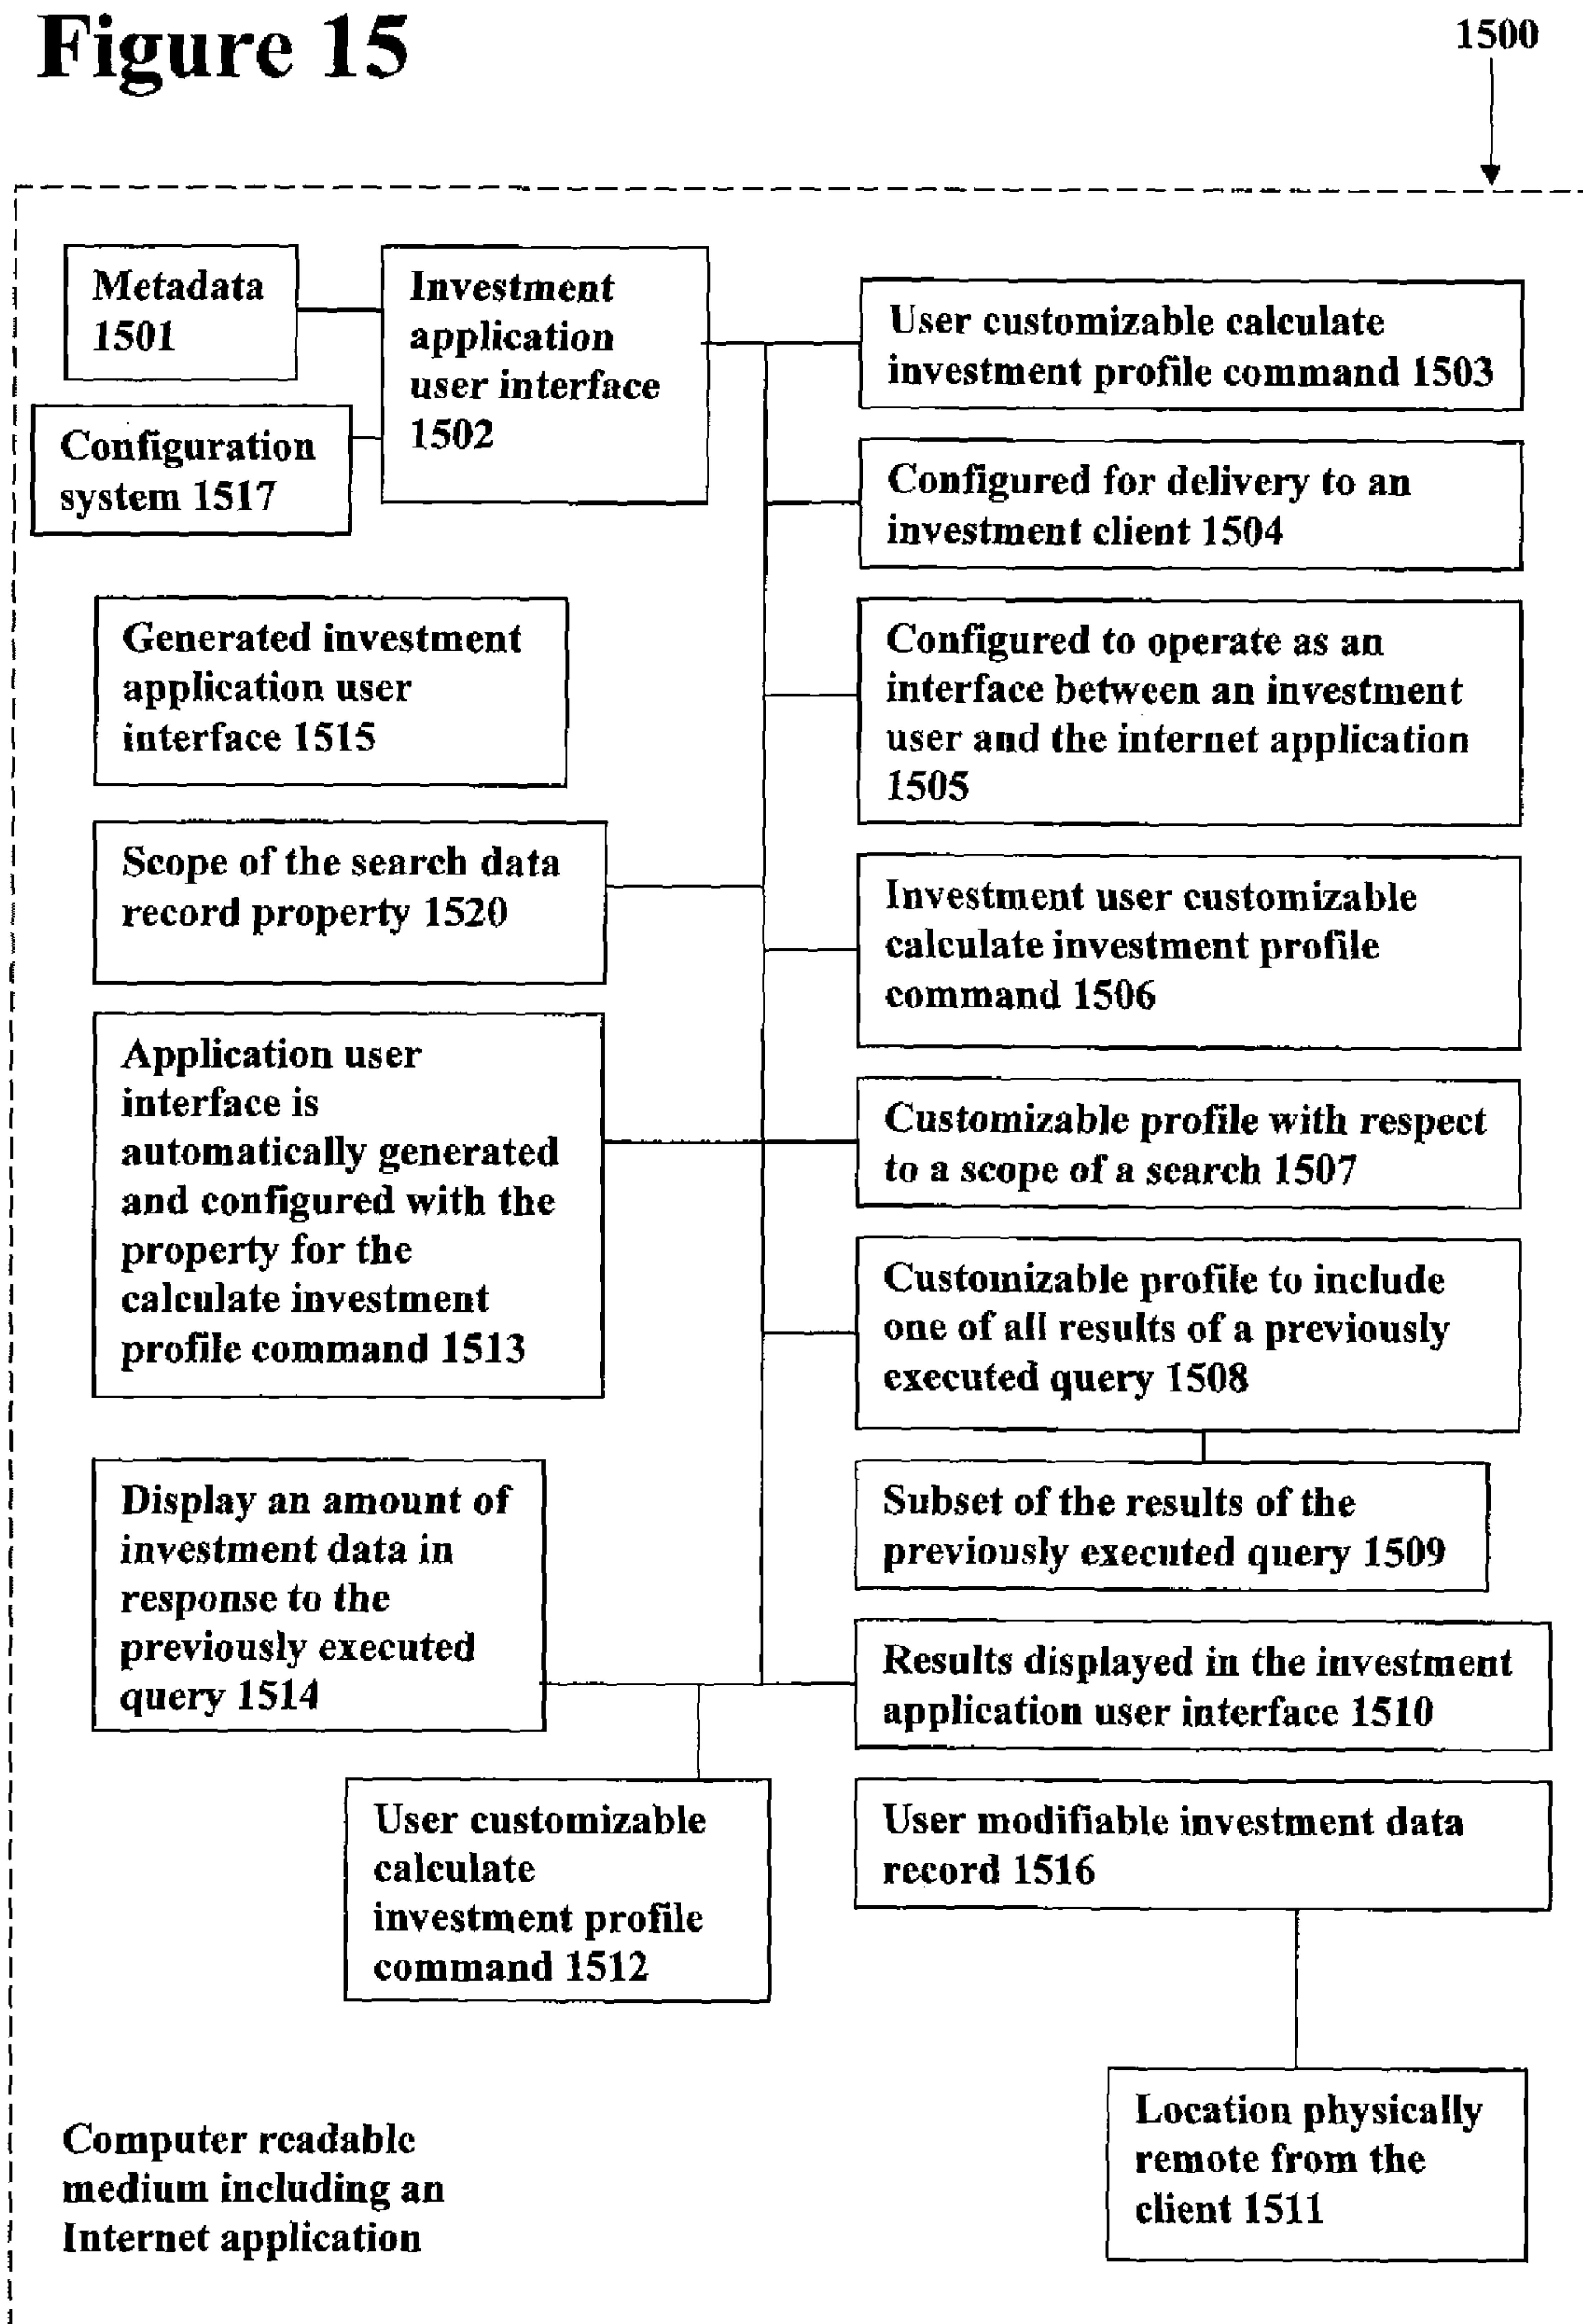 Figure 15
1500
Metadata
1501
Investment
application
user interface
1502
Configuration
system 1517
User customizable calculate
investment profile command 1503
Configured for delivery to an
investment client 1504
Generated investment
application user
interface 1515
Configured to operate as an
interface between an investment
user and the internet application
1505
Scope of the search data
record property 1520
Investment user customizable
calculate investment profile
command 1506
Application user
interface is
automatically generated
and configured with the
property for the
calculate investment
profile command 1513
Customizable profile with respect
to a scope of a search 1507
Customizable profile to include
one of all results of a previously
executed query 1508
Display an amount of
investment data in
response to the
previously executed
query 1514
Subset of the results of the
previously executed query 1509
Results displayed in the investment
application user interface 1510
User customizable
calculate
investment profile
command 1512
User modifiable investment data
record 1516
Location physically
remote from the
client 1511
Computer readable
medium including an
Internet application